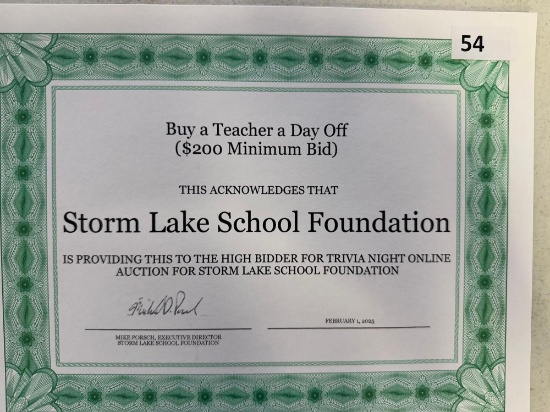 54
Buy a Teacher a Day Off
($200 Minimum Bid)
THIS ACKNOWLEDGES THAT
Storm Lake School Foundation
IS PROVIDING THIS TO THE HIGH BIDDER FOR TRIVIA NIGHT ONLINE
AUCTION FOR STORM LAKE SCHOOL FOUNDATION
FEBRUARY 1, 2025
MIKE PORSCH, EXECUTIVE DIRECTOR
STORM LAKE SCHOOL FOUNDATION